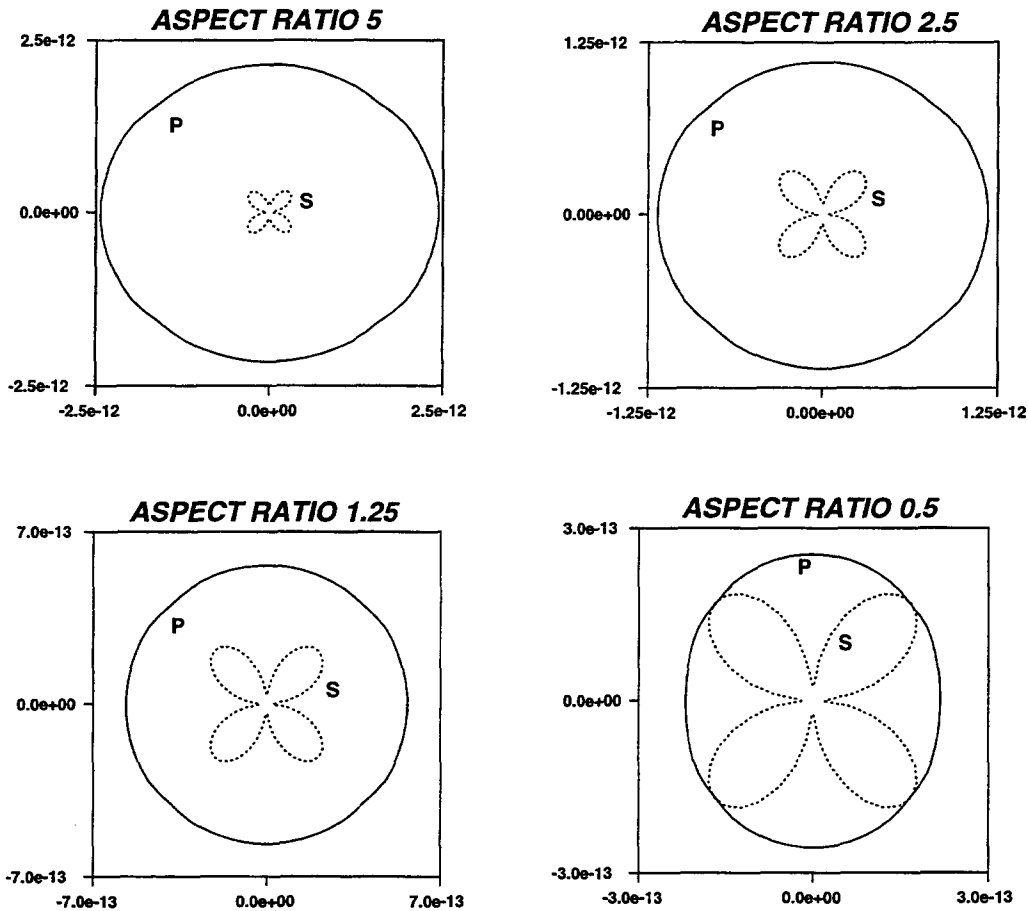 ASPECT RATIO 5
2.5e-12
P
S
0.0e+00
-2.5e-12
-2.5e-12 0.0e+00 2.5e-12
ASPECT RATIO 2.5
1.25e-12
P
S
0.00e+00
-1.25e-12
-1.25e-12 0.00e+00 1.25e-12
ASPECT RATIO 1.25
7.0e-13
P
S
0.0e+00
-7.0e-13
-7.0e-13 0.0e+00 7.0e-13
ASPECT RATIO 0.5
3.0e-13
P
S
0.0e+00
-3.0e-13
-3.0e-13 0.0e+00 3.0e-13